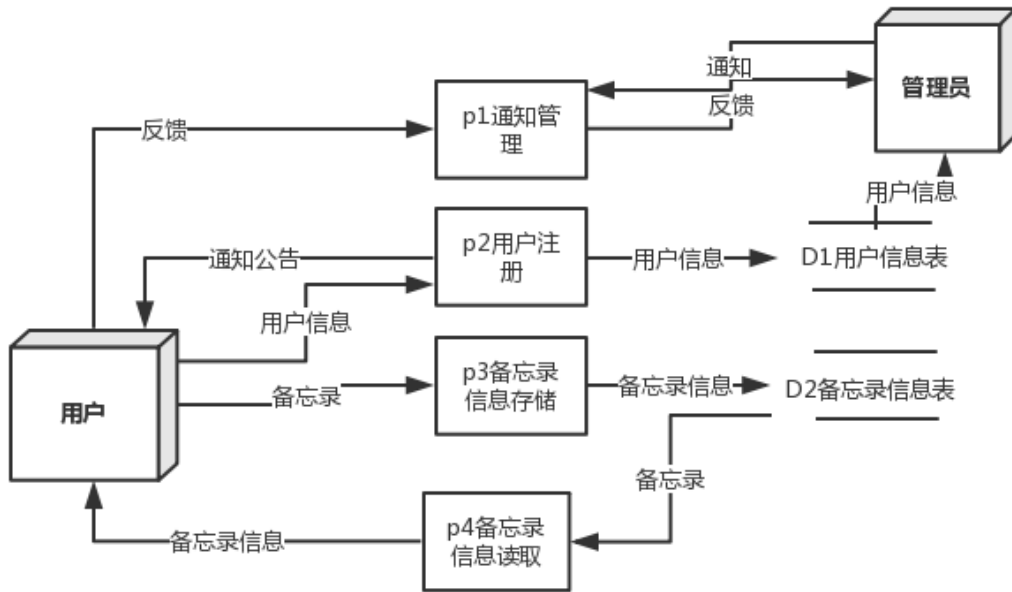 通知
管理员
p1通知管
理
反馈
反馈
用户信息
p2用户注
册
通知公告
用户信息
D1用户信息表
用户信息
p3备忘录
信息存储
备忘录信息
D2备忘录信息表
备忘录
用户
备忘录
p4备忘录
信息读取
备忘录信息